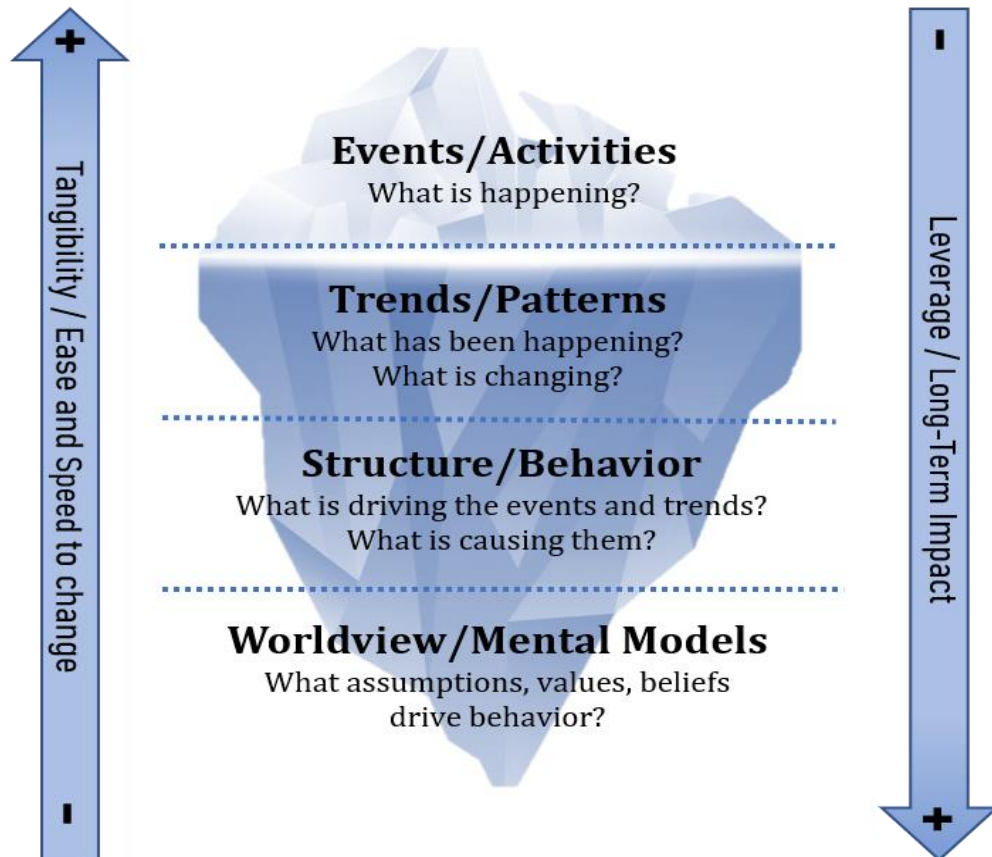 +
Tangibility / Ease and Speed to change
-
Events/Activities
What is happening?
Trends/Patterns
What has been happening?
What is changing?
Structure/Behavior
What is driving the events and trends?
What is causing them?
Worldview/Mental Models
What assumptions, values, beliefs
drive behavior?
-
Leverage / Long-Term Impact
+